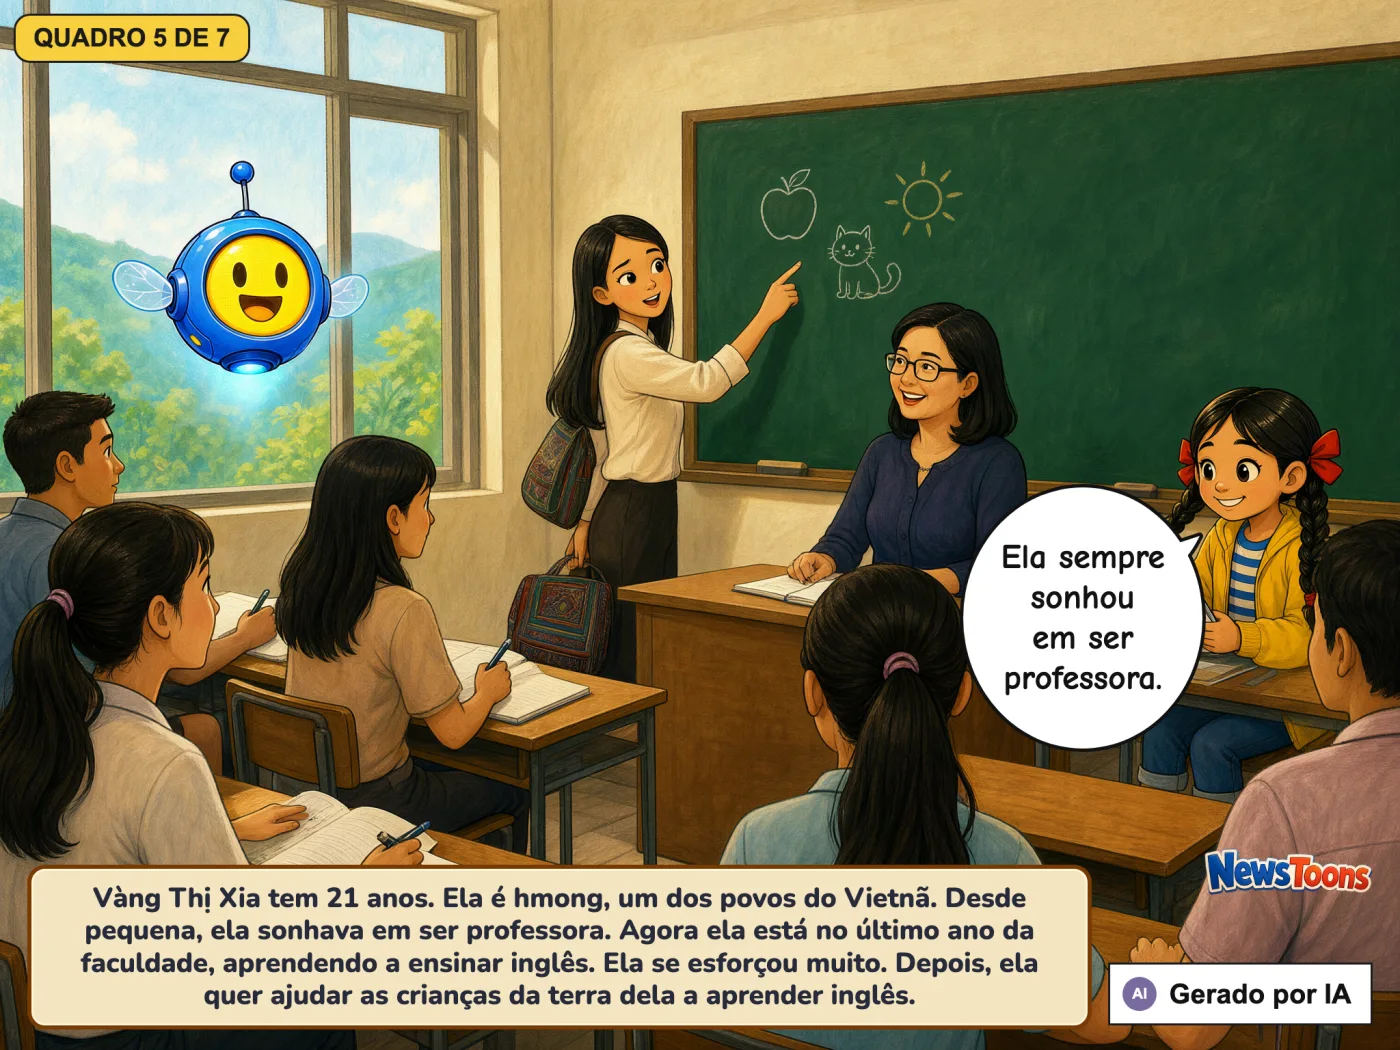 QUADRO 5 DE 7
Ela sempre
sonhou
em ser
professora.
Vàng Thị Xia tem 21 anos. Ela é hmong, um dos povos do Vietnã. Desde
pequena, ela sonhava em ser professora. Agora ela está no último ano da
faculdade, aprendendo a ensinar inglês. Ela se esforçou muito. Depois, ela
quer ajudar as crianças da terra dela a aprender inglês.
NewsToons
AI Gerado por IA